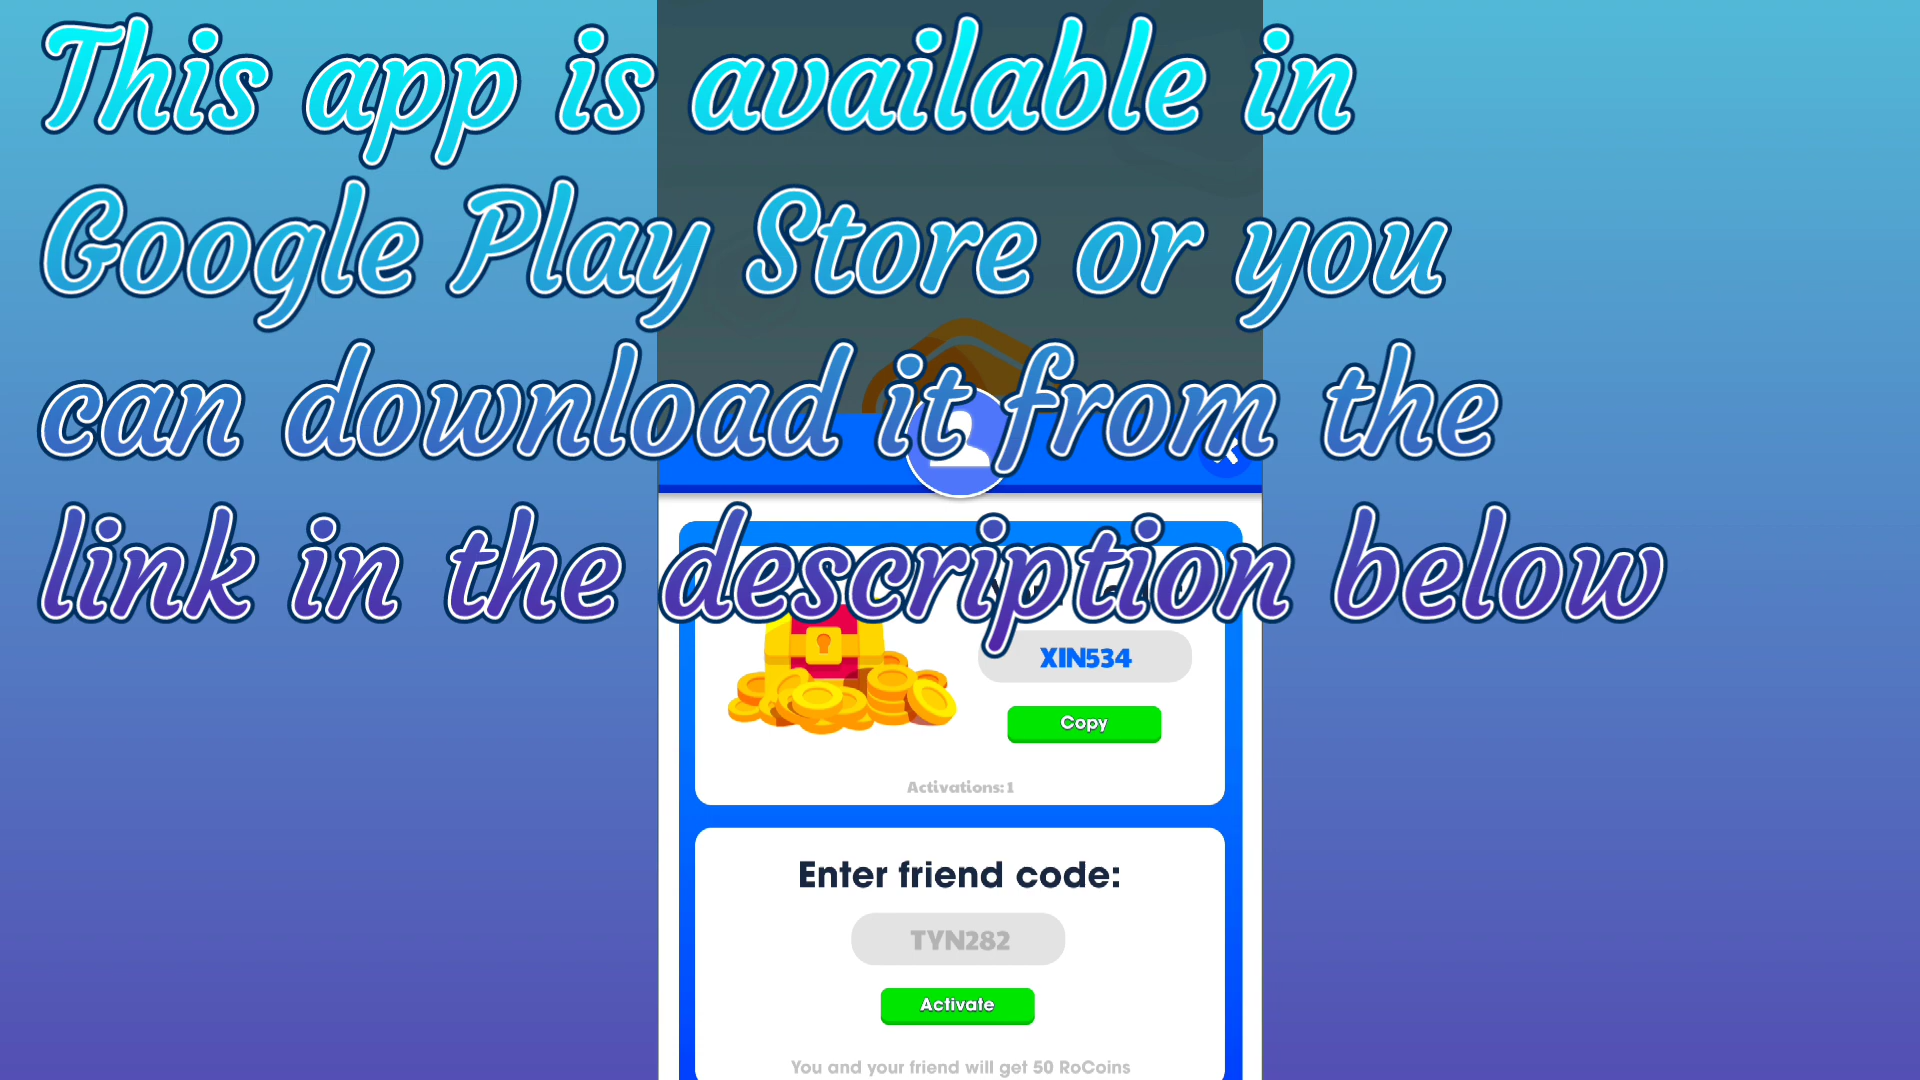 This app is available in
Google Play Store or you
can download it from the
link in the description below
XIN534
Copy
Activations: 1
Enter friend code:
TYN282
Activate
You and your friend will get 50 RoCoins